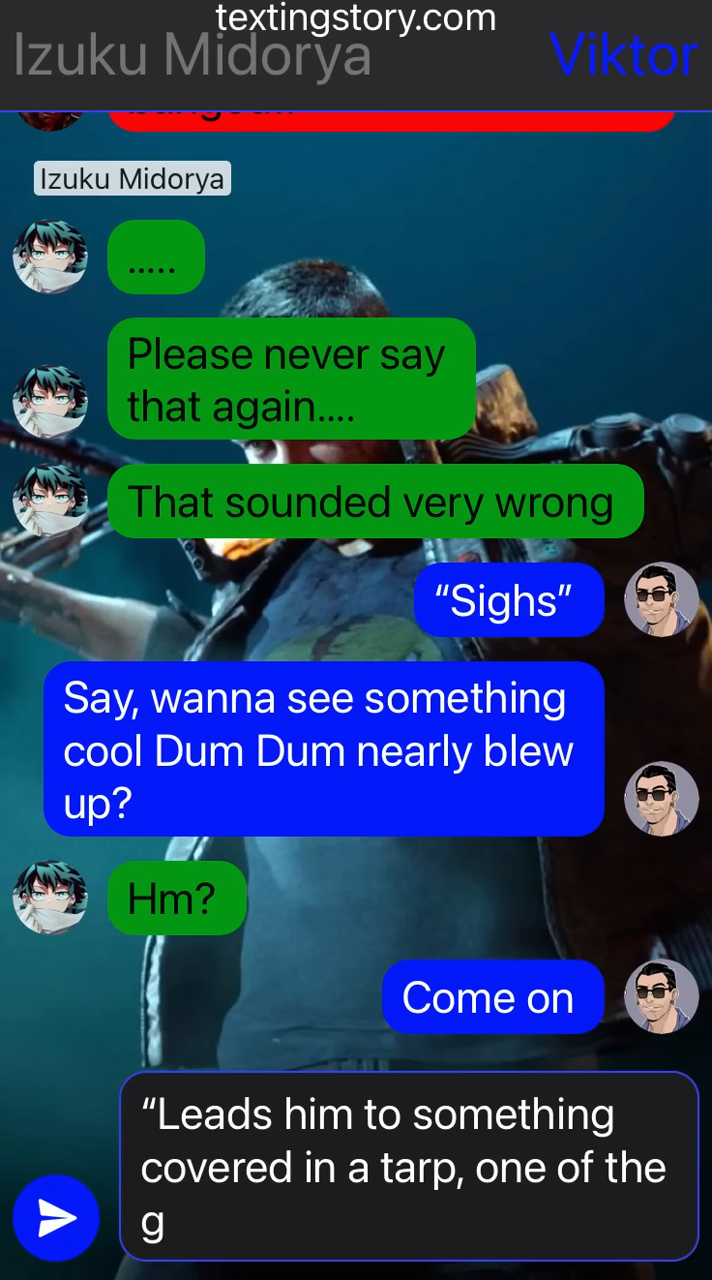 textingstory.com
Izuku Midorya
Viktor
Izuku Midorya
.....
Please never say
that again....
That sounded very wrong
“Sighs”
Say, wanna see something
cool Dum Dum nearly blew
up?
Hm?
Come on
“Leads him to something
covered in a tarp, one of the
g